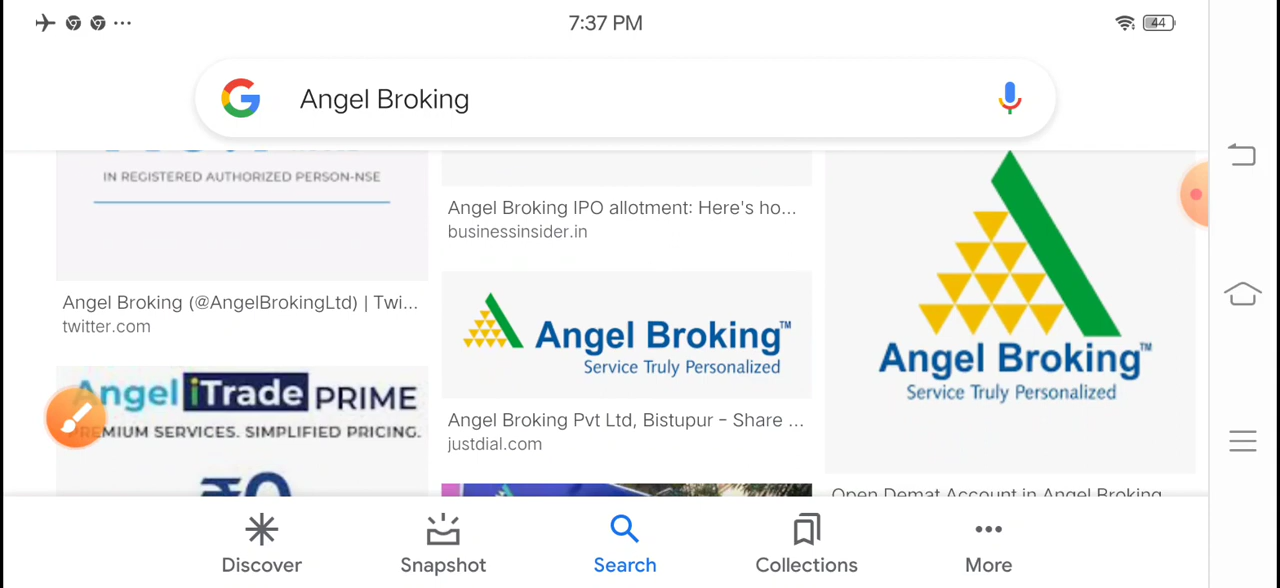 7:37 PM
44
Angel Broking
IN REGISTERED AUTHORIZED PERSON-NSE
Angel Broking (@AngelBrokingLtd) | Twi...
twitter.com
Angel iTrade PRIME
PREMIUM SERVICES. SIMPLIFIED PRICING.
₹0
Angel Broking IPO allotment: Here's ho...
businessinsider.in
Angel Broking™
Service Truly Personalized
Angel Broking Pvt Ltd, Bistupur – Share ...
justdial.com
Angel Broking™
Service Truly Personalized
Open Demat Account in Angel Broking
Discover
Snapshot
Search
Collections
More